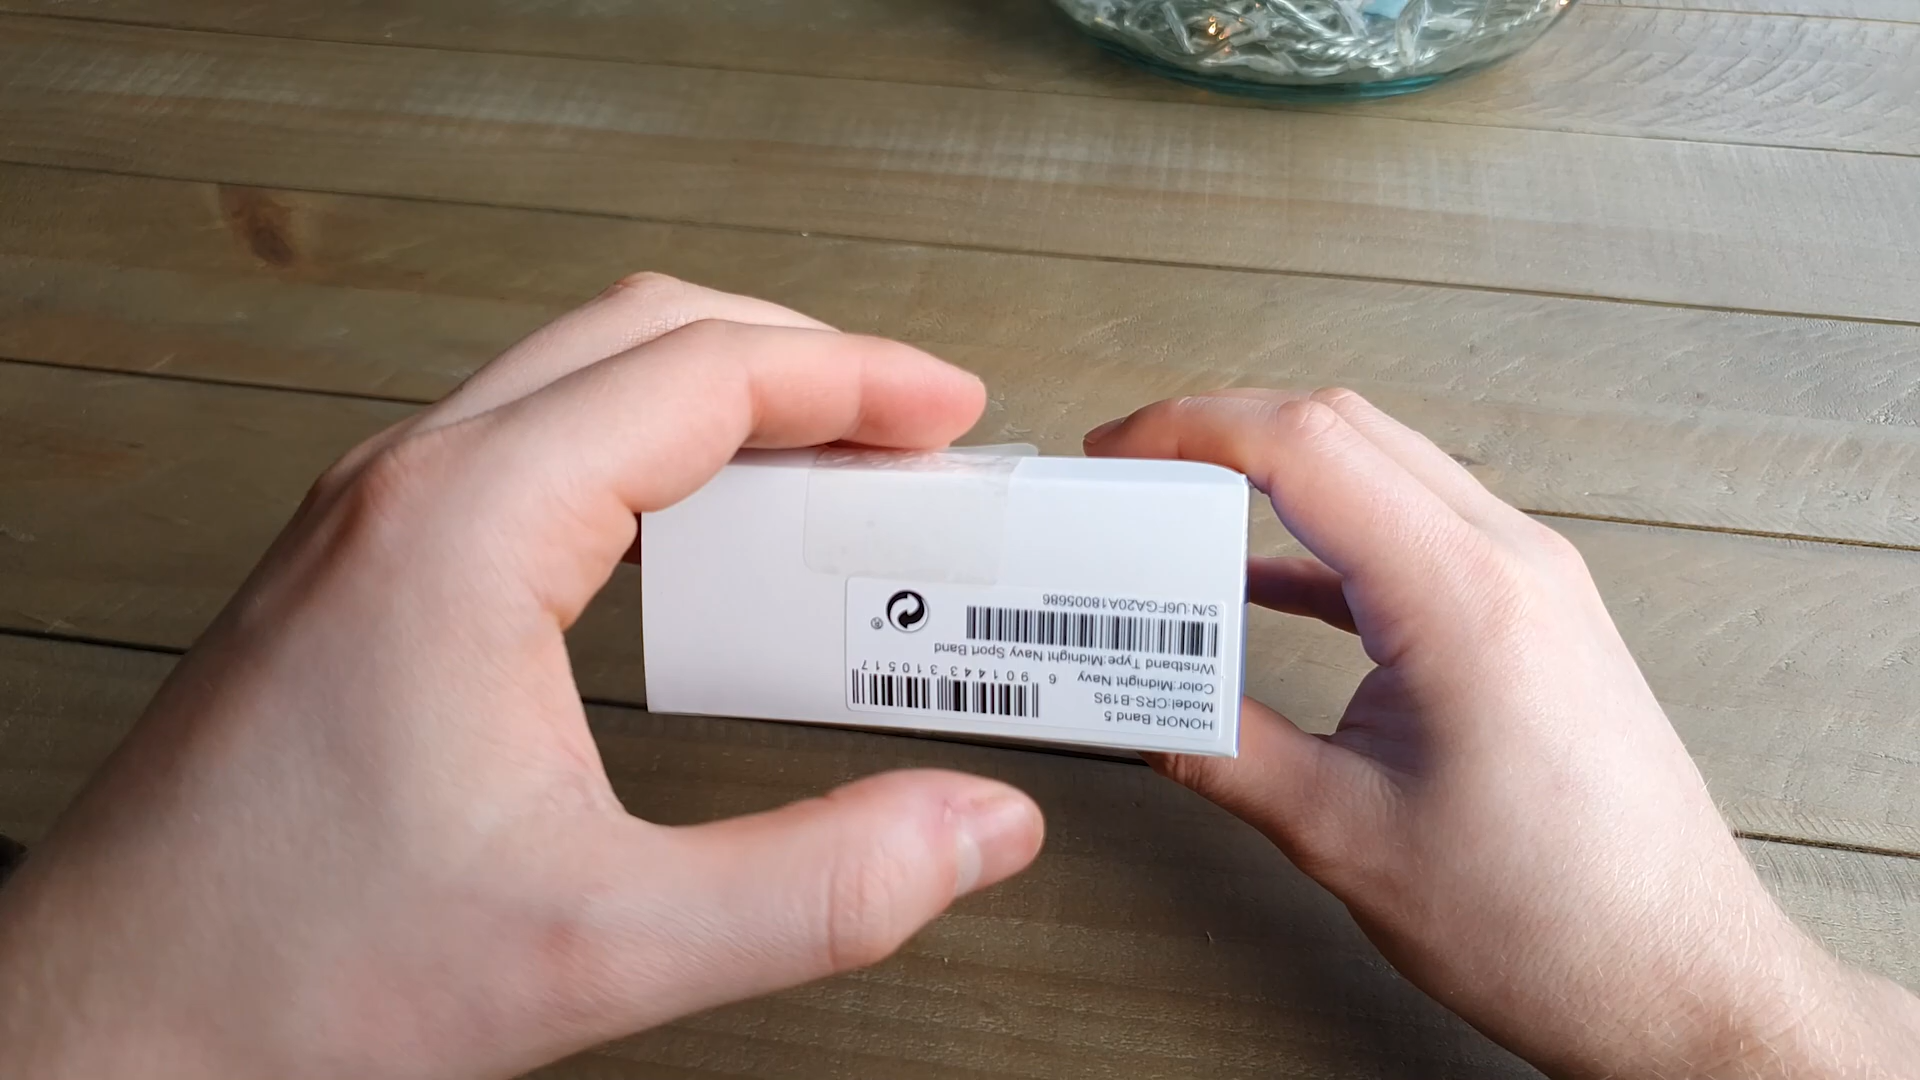 HONOR Band 5
Model:CRS-B19S
Color:Midnight Navy
6 901443 310517
Wristband Type:Midnight Navy Sport Band
S/N:U6FGA20A18005686
®